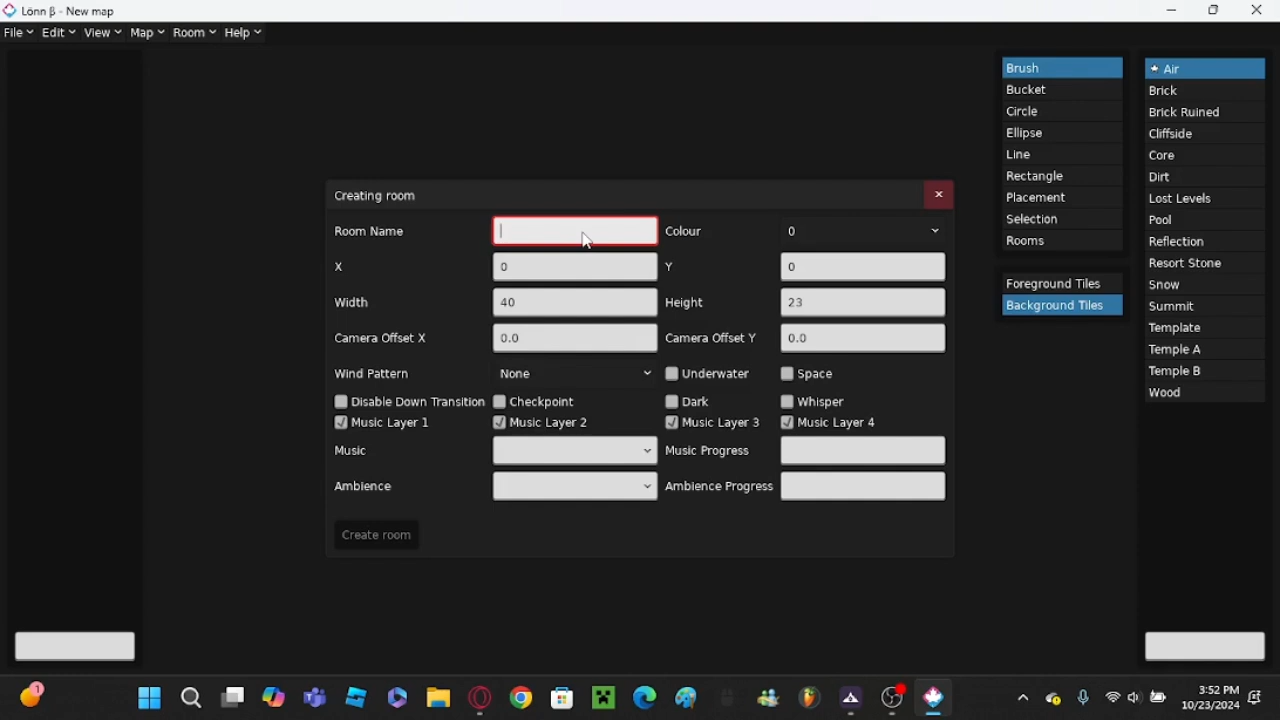 Lönn β - New map
File Edit View Map Room Help
Brush
Bucket
Circle
Ellipse
Line
Rectangle
Placement
Selection
Rooms
Foreground Tiles
Background Tiles
Air
Brick
Brick Ruined
Cliffside
Core
Dirt
Lost Levels
Pool
Reflection
Resort Stone
Snow
Summit
Template
Temple A
Temple B
Wood
Creating room
Room Name Colour 0
X 0 Y 0
Width 40 Height 23
Camera Offset X 0.0 Camera Offset Y 0.0
Wind Pattern None Underwater Space
Disable Down Transition Checkpoint Dark Whisper
Music Layer 1 Music Layer 2 Music Layer 3 Music Layer 4
Music Music Progress
Ambience Ambience Progress
Create room
1
3:52 PM
10/23/2024